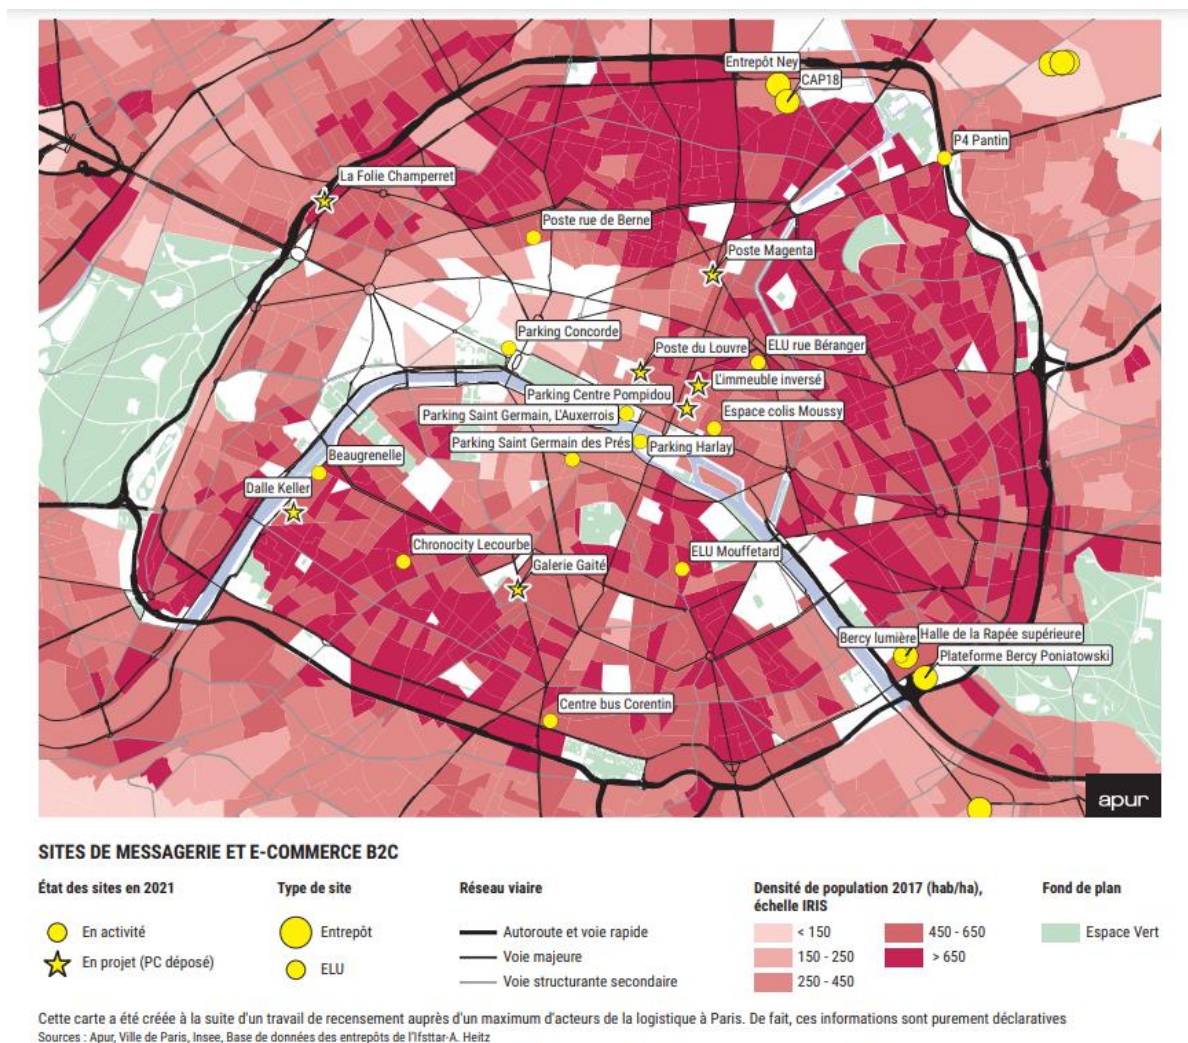 Entrepôt Ney
CAP18
P4 Pantin
La Folie Champerret
Poste rue de Berne
Poste Magenta
Parking Concorde
Poste du Louvre
ELU rue Béranger
L'immeuble inversé
Parking Centre Pompidou
Parking Saint Germain, L'Auxerrois
Espace colis Moussy
Parking Saint Germain des Prés
Parking Harlay
Beaugrenelle
Dalle Keller
Chronocity Lecourbe
Galerie Gaité
ELU Mouffetard
Bercy lumière
Halle de la Rapée supérieure
Plateforme Bercy Poniatowski
Centre bus Corentin
apur
SITES DE MESSAGERIE ET E-COMMERCE B2C
État des sites en 2021
En activité
En projet (PC déposé)
Type de site
Entrepôt
ELU
Réseau viaire
Autoroute et voie rapide
Voie majeure
Voie structurante secondaire
Densité de population 2017 (hab/ha),
échelle IRIS
< 150
150 - 250
250 - 450
450 - 650
> 650
Fond de plan
Espace Vert
Cette carte a été créée à la suite d'un travail de recensement auprès d'un maximum d'acteurs de la logistique à Paris. De fait, ces informations sont purement déclaratives
Sources : Apur, Ville de Paris, Insee, Base de données des entrepôts de l'Ifsttar-A. Heitz